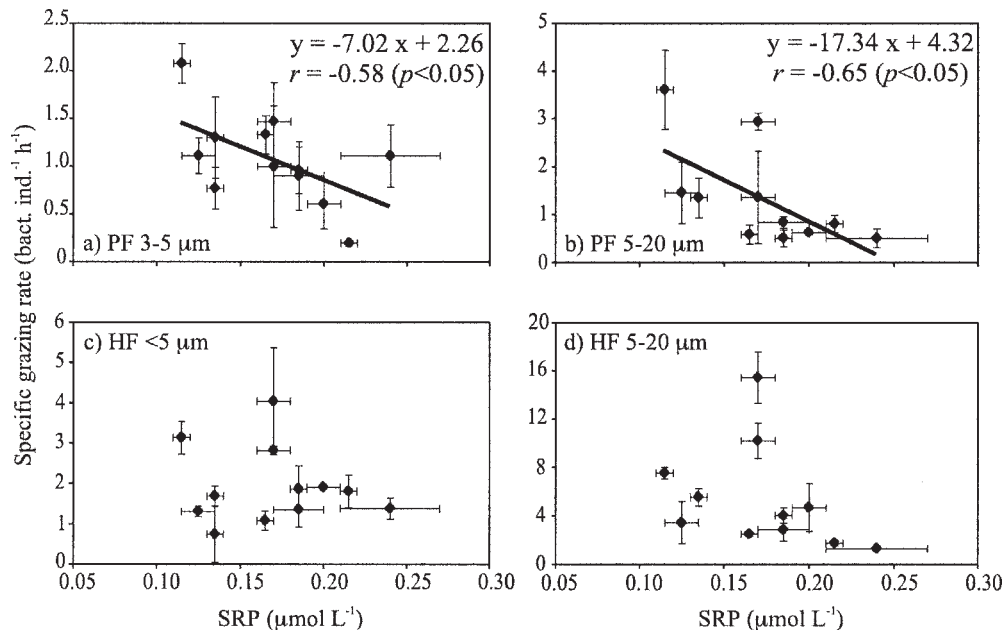 Specific grazing rate (bact. ind.⁻¹ h⁻¹)
2.5
2.0
1.5
1.0
0.5
0.0
y = -7.02 x + 2.26
r = -0.58 (p<0.05)
a) PF 3-5 µm
5
4
3
2
1
0
y = -17.34 x + 4.32
r = -0.65 (p<0.05)
b) PF 5-20 µm
6
5
4
3
2
1
0
c) HF <5 µm
0.05 0.10 0.15 0.20 0.25 0.30
SRP (µmol L⁻¹)
20
16
12
8
4
0
d) HF 5-20 µm
0.05 0.10 0.15 0.20 0.25 0.30
SRP (µmol L⁻¹)